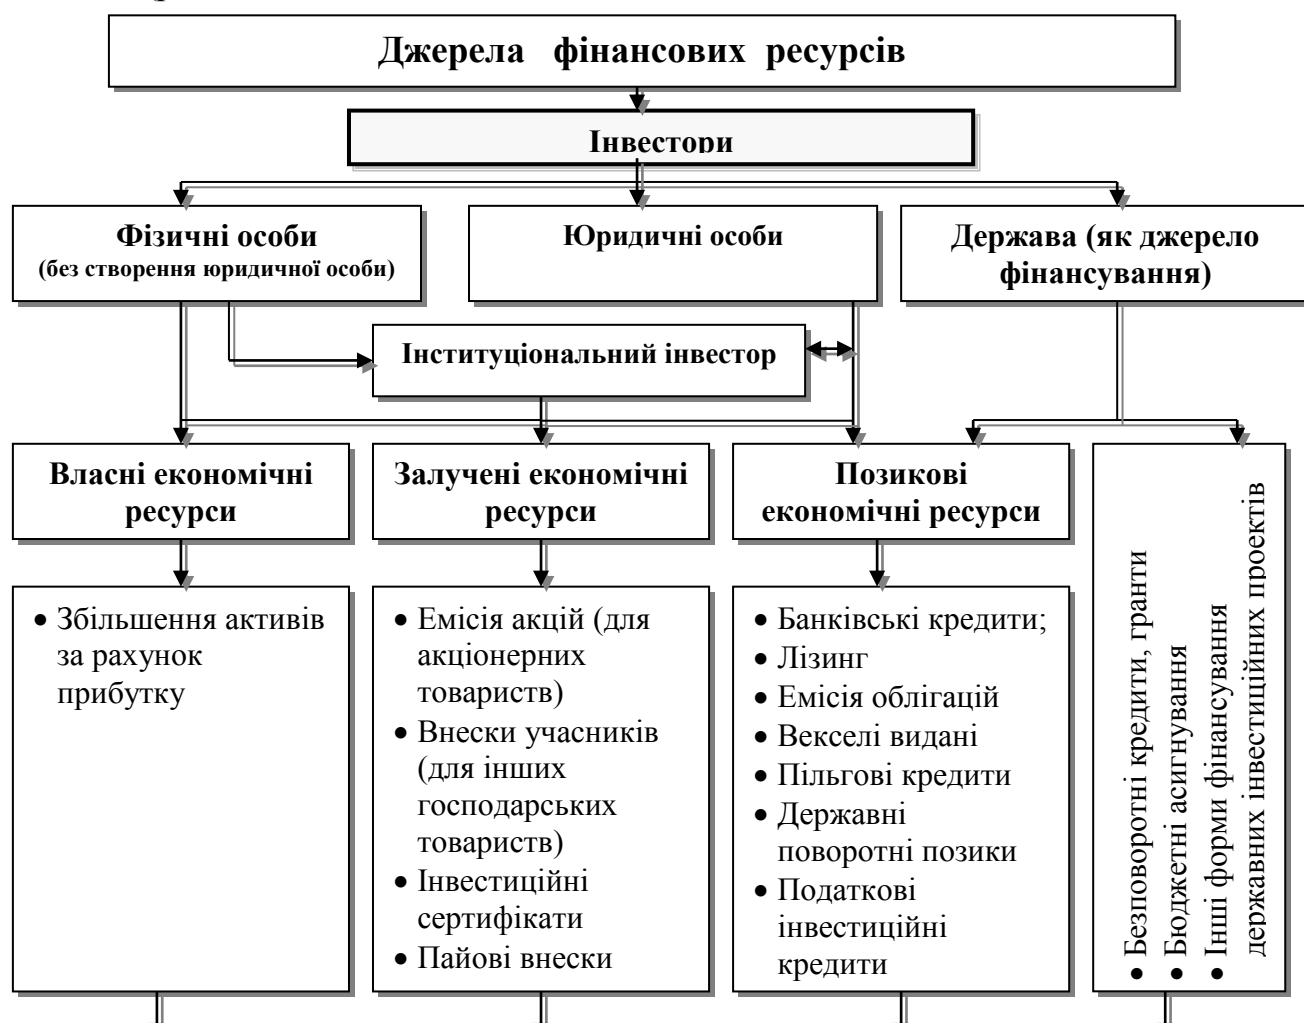 Джерела фінансових ресурсів
Інвестори
Фізичні особи
(без створення юридичної особи)
Юридичні особи
Держава (як джерело
фінансування)
Інституціональний інвестор
Власні економічні
ресурси
Залучені економічні
ресурси
Позикові
економічні ресурси
• Збільшення активів
за рахунок
прибутку
• Емісія акцій (для
акціонерних
товариств)
• Внески учасників
(для інших
господарських
товариств)
• Інвестиційні
сертифікати
• Пайові внески
• Банківські кредити;
• Лізинг
• Емісія облігацій
• Векселі видані
• Пільгові кредити
• Державні
поворотні позики
• Податкові
інвестиційні
кредити
• Безповоротні кредити, гранти
• Бюджетні асигнування
• Інші форми фінансування
державних інвестиційних проектів